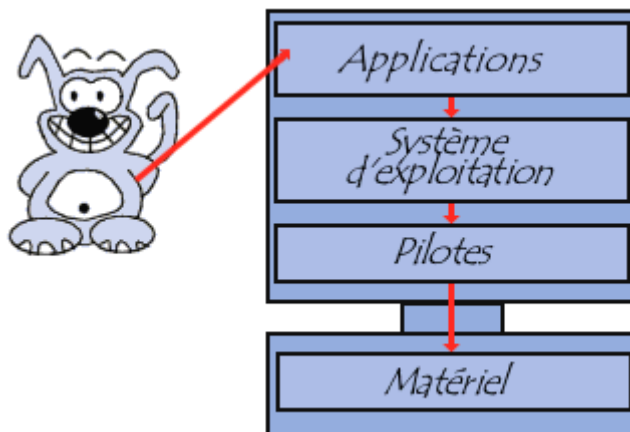 Applications
Système
d'exploitation
Pilotes
Matériel